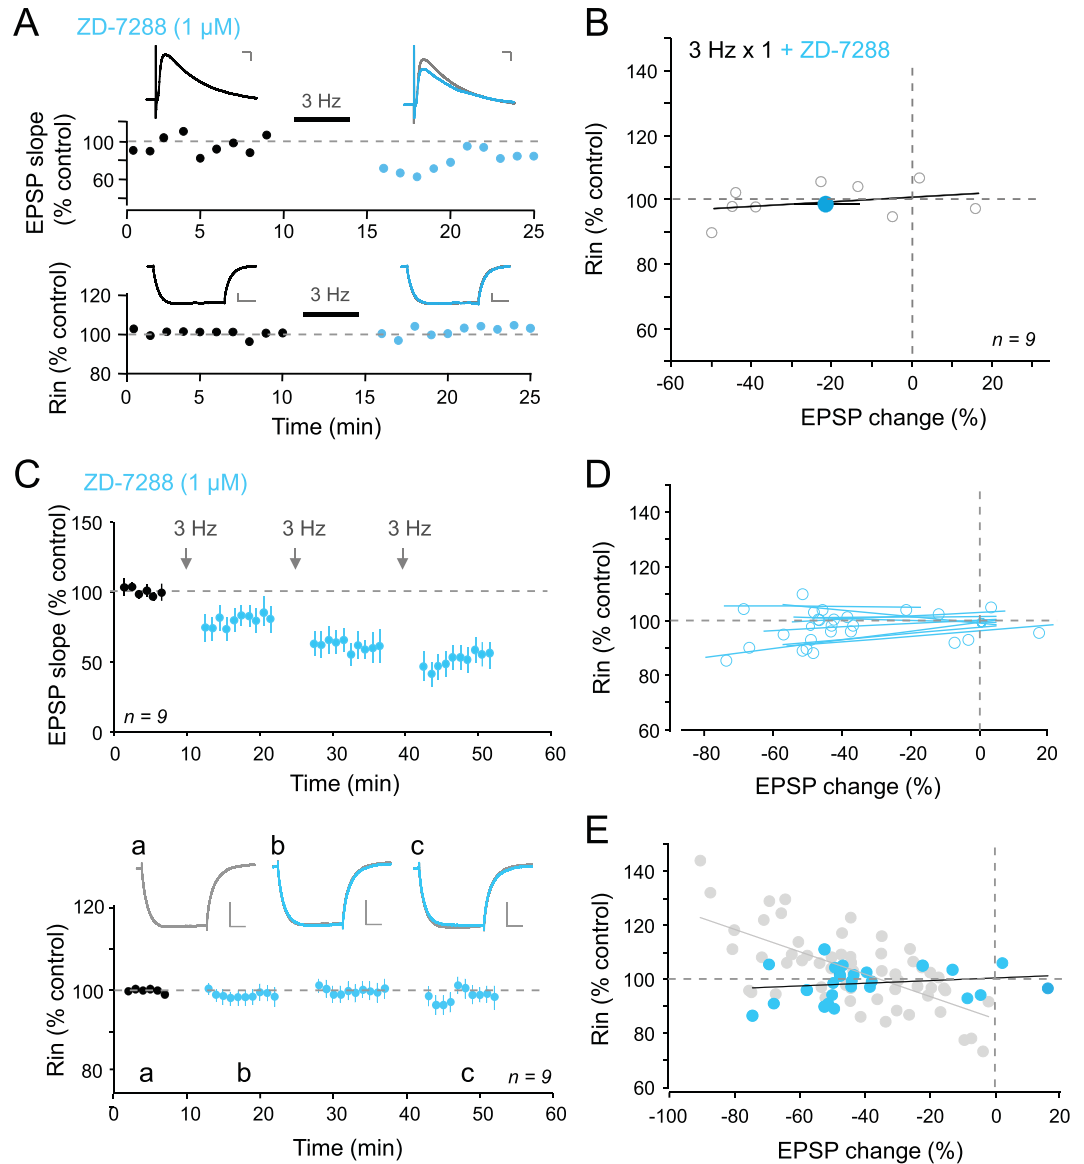 A
ZD-7288 (1 µM)
3 Hz
EPSP slope
(% control)
100
60
0
5
10
15
20
25
3 Hz
Rin (% control)
120
100
80
0
5
10
15
20
25
Time (min)
B
3 Hz x 1 + ZD-7288
Rin (% control)
140
120
100
80
60
n = 9
-60
-40
-20
0
20
EPSP change (%)
C
ZD-7288 (1 µM)
EPSP slope (% control)
150
100
50
0
3 Hz
3 Hz
3 Hz
n = 9
0
10
20
30
40
50
60
Time (min)
a
b
c
Rin (% control)
120
100
80
a
b
c
n = 9
0
10
20
30
40
50
60
Time (min)
D
Rin (% control)
140
120
100
80
60
-80
-60
-40
-20
0
20
EPSP change (%)
E
Rin (% control)
140
120
100
80
60
-100
-80
-60
-40
-20
0
20
EPSP change (%)